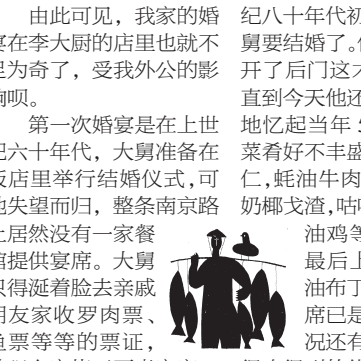 由此可见，我家的婚
宴在李大厨的店里也就不
足为奇了，受我外公的影
响呗。
第一次婚宴是在上世
纪六十年代，大舅准备在
饭店里举行结婚仪式，可
他失望而归，整条南京路
上居然没有一家餐
馆提供宴席。大舅
只得涎着脸去亲戚
朋友家收罗肉票、
鱼票等等的票证，
纪八十年代初
舅要结婚了。
开了后门这才
直到今天他还
地忆起当年
菜肴好不丰盛
仁，蚝油牛肉
奶椰戈渣，咕
油鸡等
最后上
油布丁
席已是
况还有